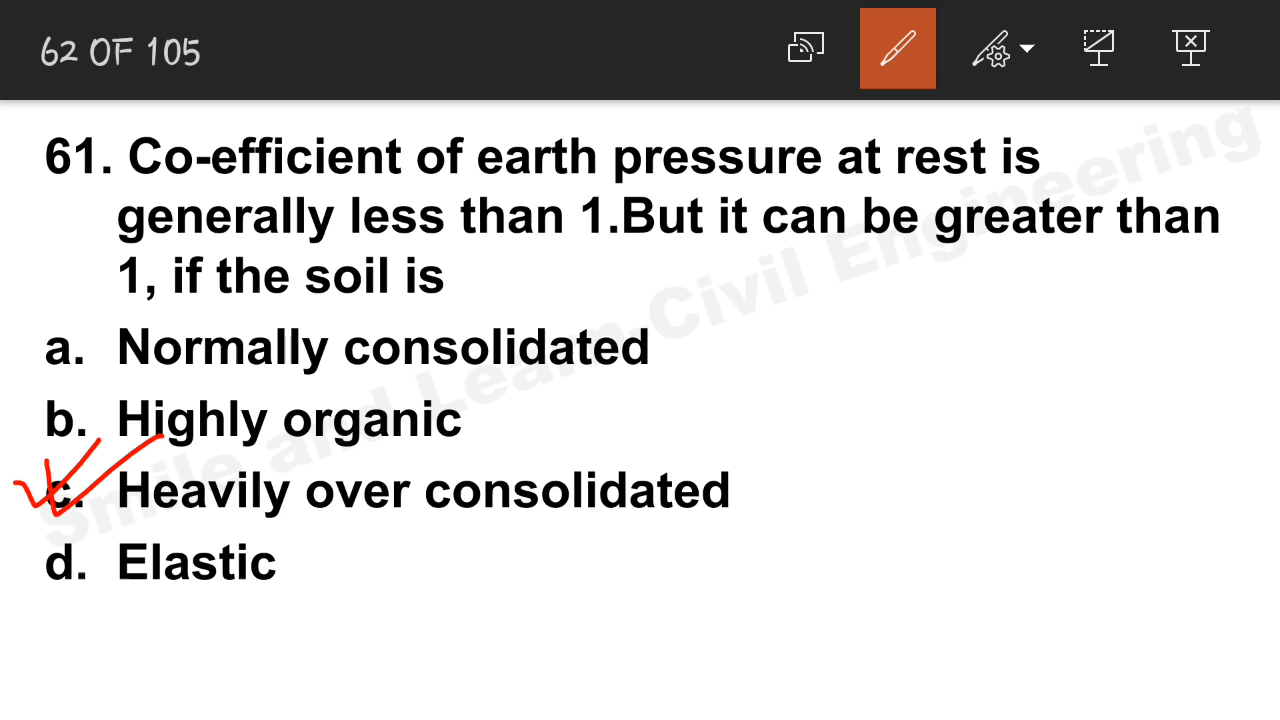 62 OF 105
61. Co-efficient of earth pressure at rest is
generally less than 1.But it can be greater than
1, if the soil is
a. Normally consolidated
b. Highly organic
c. Heavily over consolidated
d. Elastic
Smile and Learn Civil Engineering